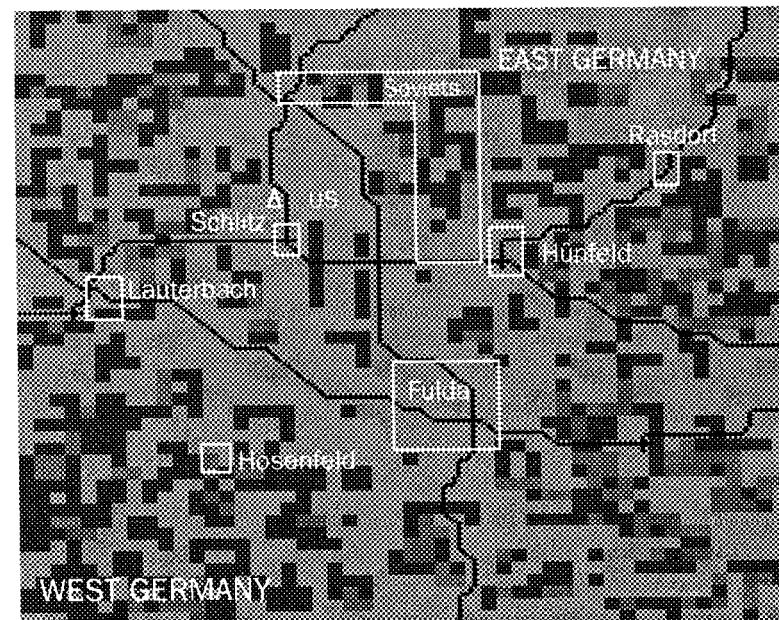 EAST GERMANY
Soviets
Rasdorf
US
Schlitz
Hünfeld
Lauterbach
Fulda
Hosenfeld
WEST GERMANY